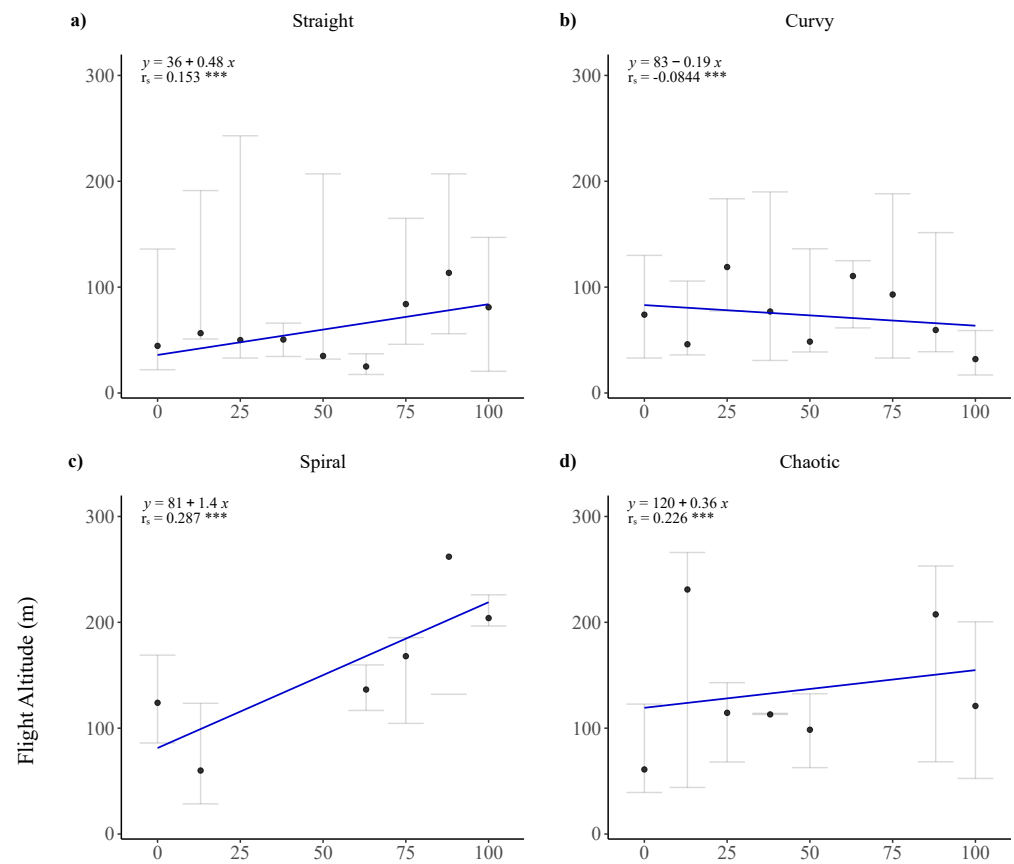 a) Straight
y = 36 + 0.48 x
rₛ = 0.153 ***
300
200
100
0
0 25 50 75 100
b) Curvy
y = 83 − 0.19 x
rₛ = -0.0844 ***
300
200
100
0
0 25 50 75 100
c) Spiral
y = 81 + 1.4 x
rₛ = 0.287 ***
300
200
100
0
0 25 50 75 100
Flight Altitude (m)
d) Chaotic
y = 120 + 0.36 x
rₛ = 0.226 ***
300
200
100
0
0 25 50 75 100